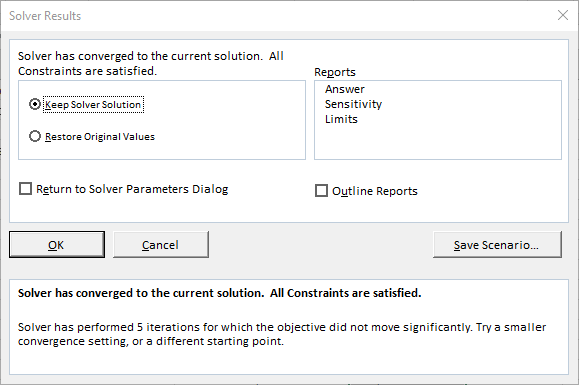 Solver Results
Solver has converged to the current solution.  All
Constraints are satisfied.
Keep Solver Solution
Restore Original Values
Reports
Answer
Sensitivity
Limits
Return to Solver Parameters Dialog
Outline Reports
OK
Cancel
Save Scenario...
Solver has converged to the current solution.  All Constraints are satisfied.
Solver has performed 5 iterations for which the objective did not move significantly. Try a smaller
convergence setting, or a different starting point.